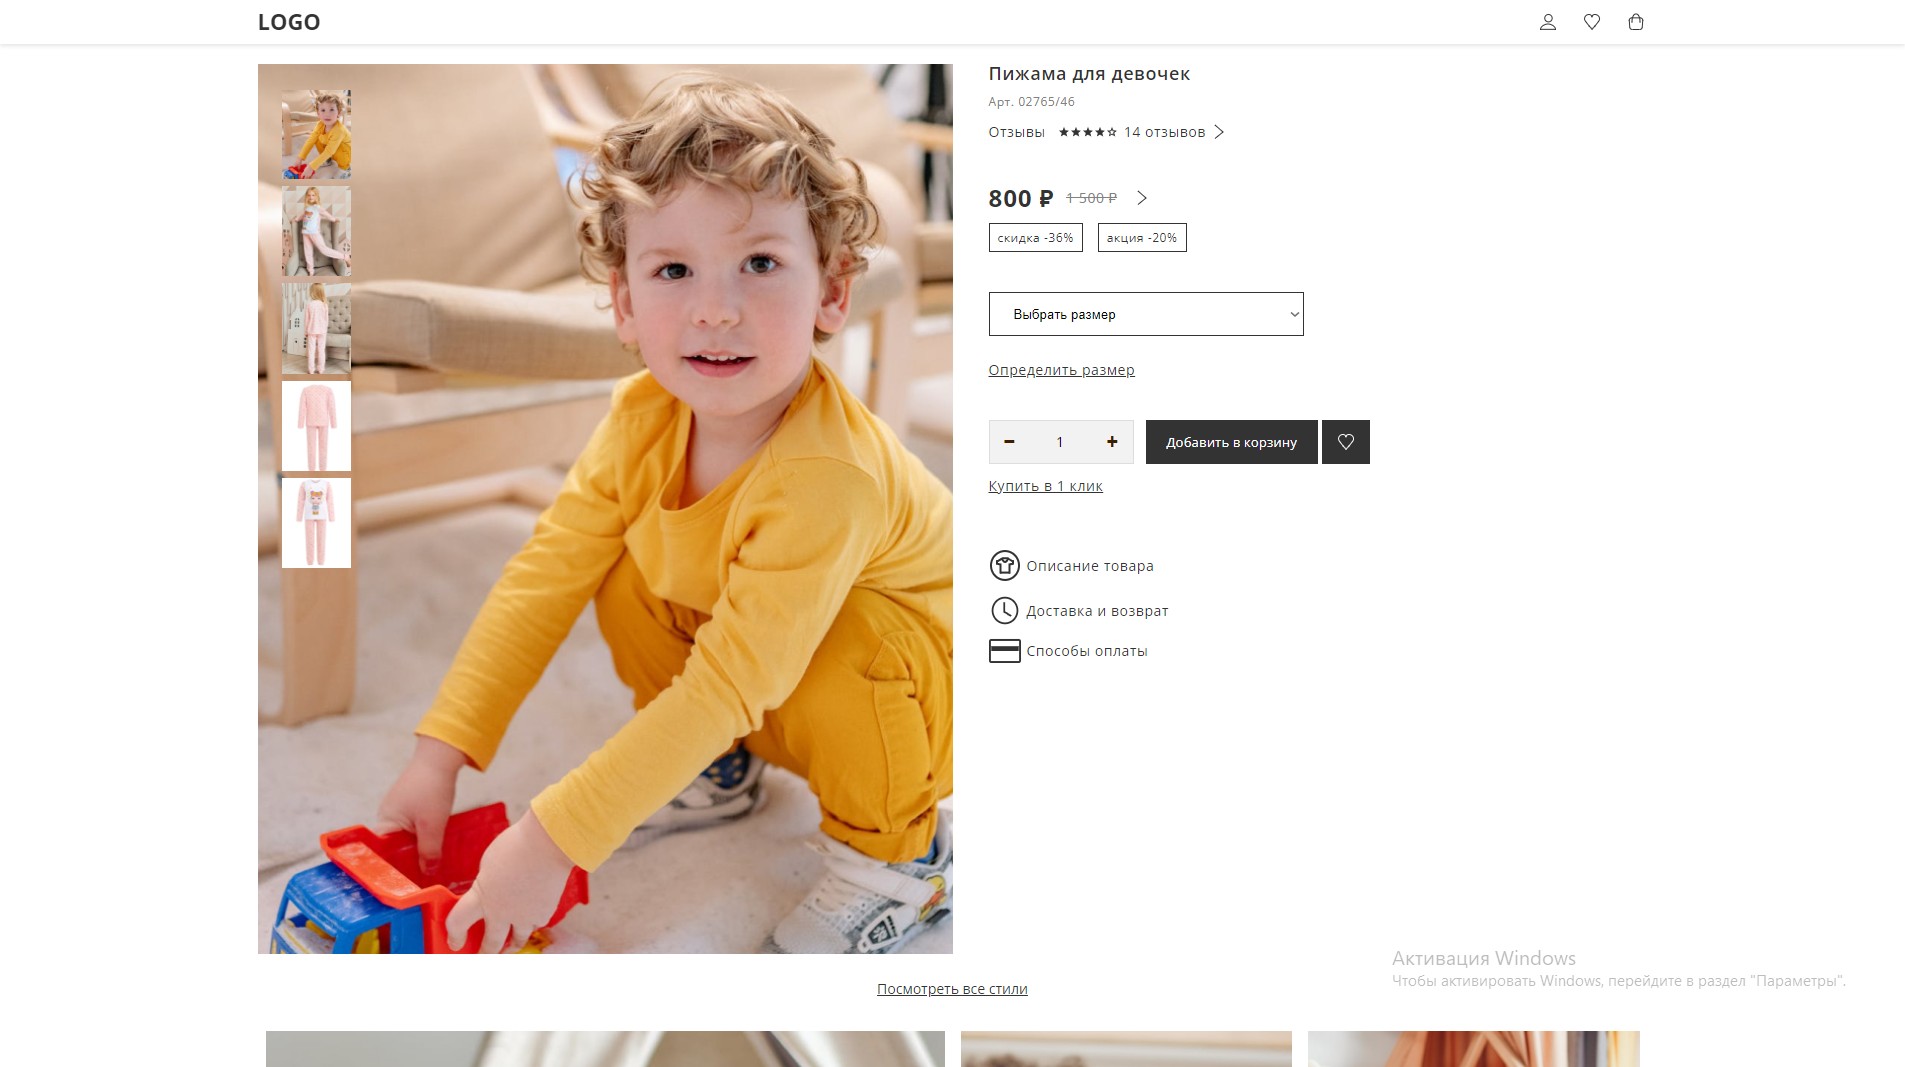 LOGO
Пижама для девочек
Арт. 02765/46
Отзывы ★★★★☆ 14 отзывов
800 ₽ 1 500 ₽
скидка -36% акция -20%
Выбрать размер
Определить размер
− 1 + Добавить в корзину
Купить в 1 клик
Описание товара
Доставка и возврат
Способы оплаты
Активация Windows
Чтобы активировать Windows, перейдите в раздел "Параметры".
Посмотреть все стили